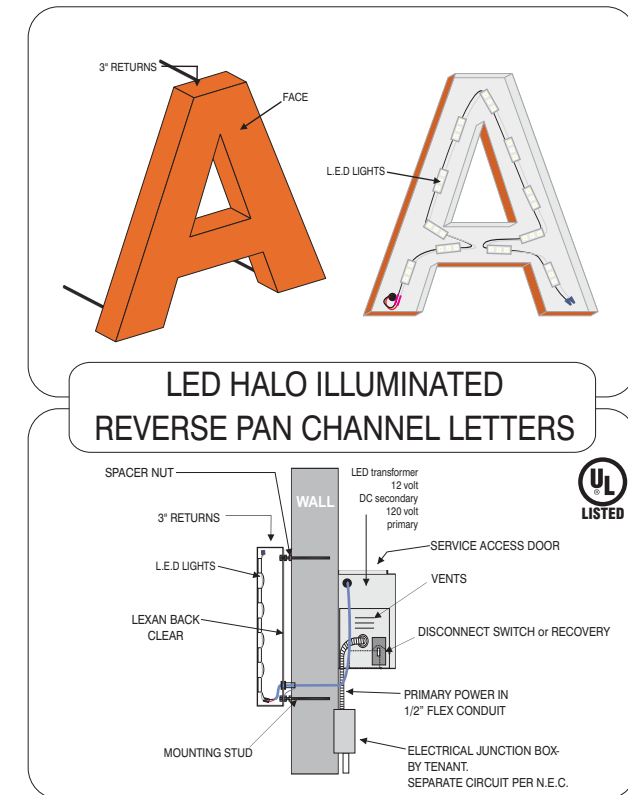 3" RETURNS
FACE
L.E.D LIGHTS
LED HALO ILLUMINATED
REVERSE PAN CHANNEL LETTERS
SPACER NUT
WALL
LED transformer
12 volt
DC secondary
120 volt
primary
UL
®
LISTED
3" RETURNS
SERVICE ACCESS DOOR
L.E.D LIGHTS
VENTS
LEXAN BACK
CLEAR
DISCONNECT SWITCH or RECOVERY
PRIMARY POWER IN
1/2" FLEX CONDUIT
MOUNTING STUD
ELECTRICAL JUNCTION BOX-
BY TENANT.
SEPARATE CIRCUIT PER N.E.C.